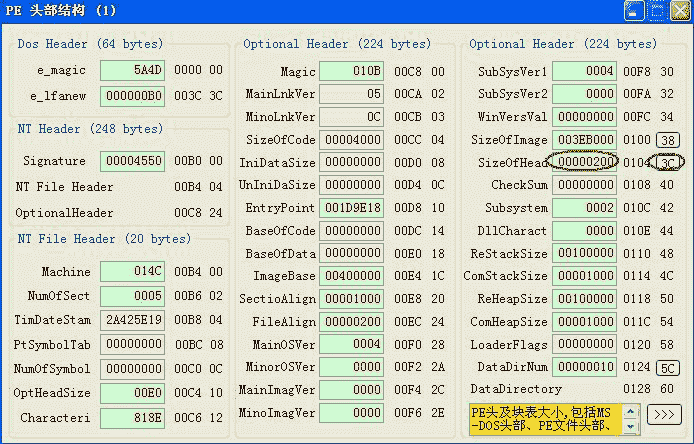 PE 头部结构 (1)
Dos Header (64 bytes)
e_magic 5A4D 0000 00
e_lfanew 000000B0 003C 3C
NT Header (248 bytes)
Signature 00004550 00B0 00
NT File Header 00B4 04
OptionalHeader 00C8 24
NT File Header (20 bytes)
Machine 014C 00B4 00
NumOfSect 0005 00B6 02
TimDateStam 2A425E19 00B8 04
PtSymbolTab 00000000 00BC 08
NumOfSymbol 00000000 00C0 0C
OptHeadSize 00E0 00C4 10
Characteri 818E 00C6 12
Optional Header (224 bytes)
Magic 010B 00C8 00
MainLnkVer 05 00CA 02
MinoLnkVer 0C 00CB 03
SizeOfCode 00004000 00CC 04
IniDataSize 00000000 00D0 08
UnIniDaSize 00000000 00D4 0C
EntryPoint 001D9E18 00D8 10
BaseOfCode 00000000 00DC 14
BaseOfData 00000000 00E0 18
ImageBase 00400000 00E4 1C
SectioAlign 00001000 00E8 20
FileAlign 00000200 00EC 24
MainOSVer 0004 00F0 28
MinorOSVer 0000 00F2 2A
MainImagVer 0000 00F4 2C
MinoImagVer 0000 00F6 2E
Optional Header (224 bytes)
SubSysVer1 0004 00F8 30
SubSysVer2 0000 00FA 32
WinVersVal 00000000 00FC 34
SizeOfImage 003EB000 0100 38
SizeOfHead 00000200 0104 3C
CheckSum 00000000 0108 40
Subsystem 0002 010C 42
DllCharact 0000 010E 44
ReStackSize 00100000 0110 48
ComStackSize 00001000 0114 4C
ReHeapSize 00100000 0118 50
ComHeapSize 00001000 011C 54
LoaderFlags 00000000 0120 58
DataDirNum 00000010 0124 5C
DataDirectory 0128 60
PE头及块表大小,包括MS
-DOS头部、PE文件头部、
>>>